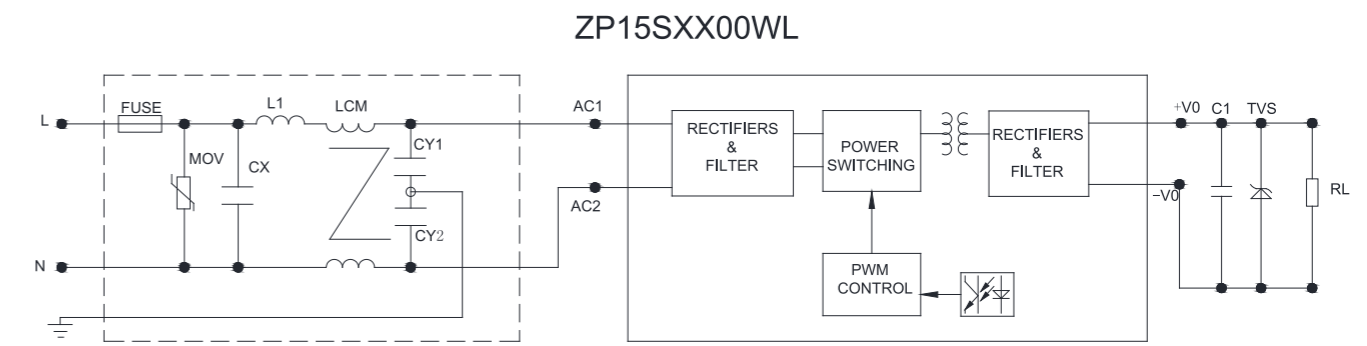 ZP15SXX00WL
L
FUSE
L1
LCM
MOV
CX
CY1
CY2
N
AC1
AC2
RECTIFIERS
&
FILTER
POWER
SWITCHING
PWM
CONTROL
RECTIFIERS
&
FILTER
+V0
C1
TVS
−V0
RL